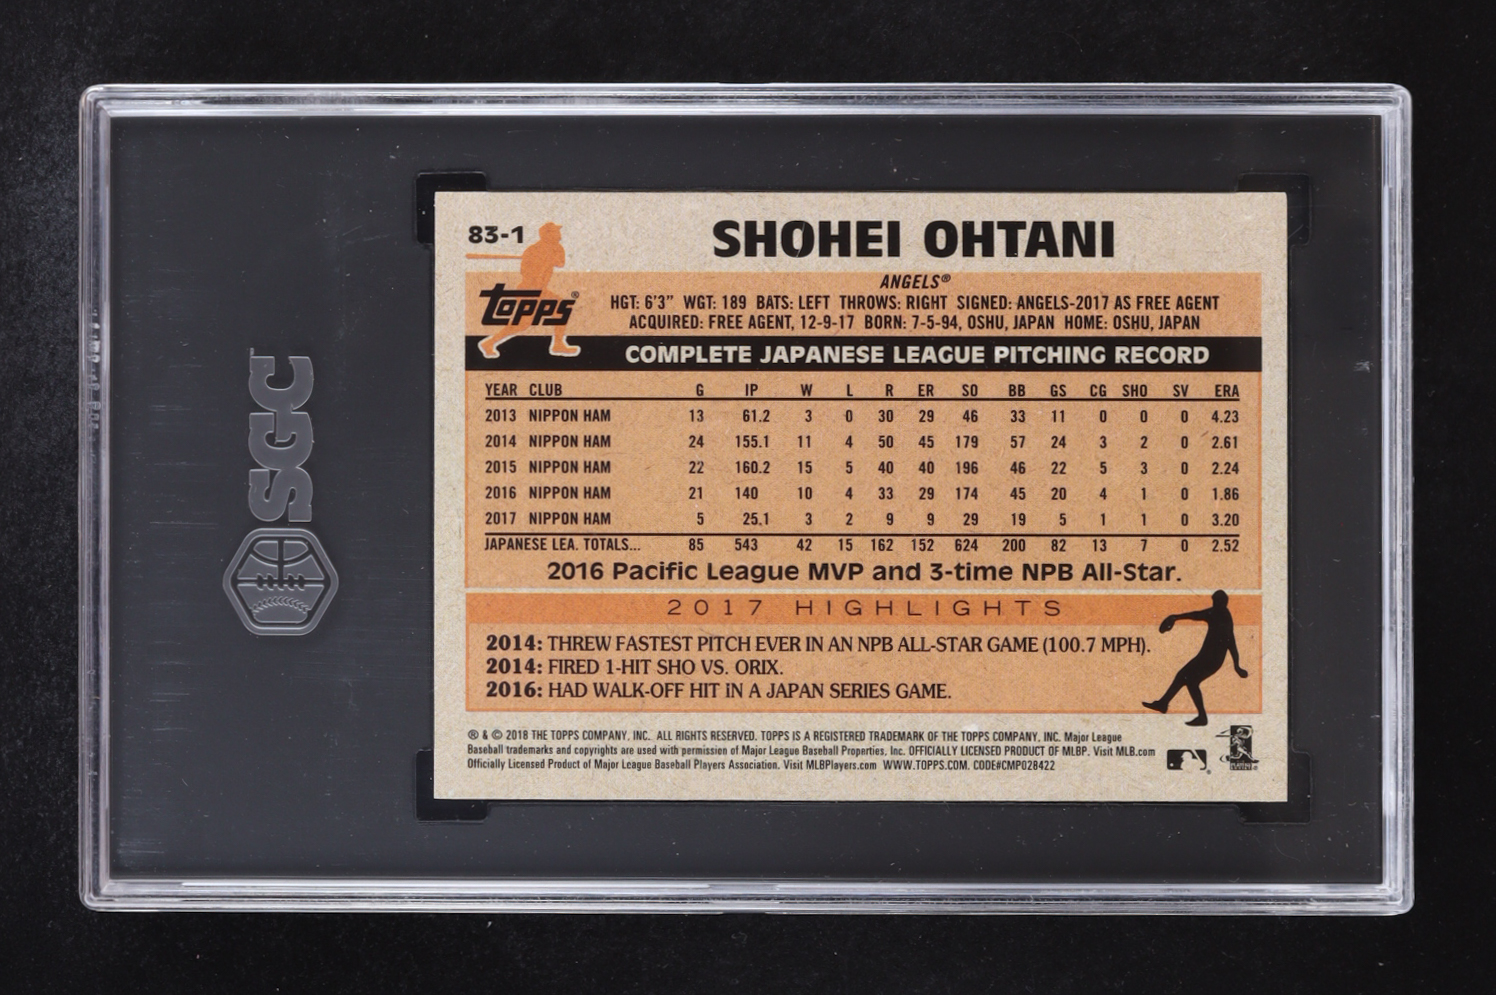 83-1
SHOHEI OHTANI
ANGELS®
topps®
HGT: 6'3" WGT: 189 BATS: LEFT THROWS: RIGHT SIGNED: ANGELS-2017 AS FREE AGENT
ACQUIRED: FREE AGENT, 12-9-17 BORN: 7-5-94, OSHU, JAPAN HOME: OSHU, JAPAN
COMPLETE JAPANESE LEAGUE PITCHING RECORD
YEAR CLUB G IP W L R ER SO BB GS CG SHO SV ERA
2013 NIPPON HAM 13 61.2 3 0 30 29 46 33 11 0 0 0 4.23
2014 NIPPON HAM 24 155.1 11 4 50 45 179 57 24 3 2 0 2.61
2015 NIPPON HAM 22 160.2 15 5 40 40 196 46 22 5 3 0 2.24
2016 NIPPON HAM 21 140 10 4 33 29 174 45 20 4 1 0 1.86
2017 NIPPON HAM 5 25.1 3 2 9 9 29 19 5 1 1 0 3.20
JAPANESE LEA. TOTALS... 85 543 42 15 162 152 624 200 82 13 7 0 2.52
2016 Pacific League MVP and 3-time NPB All-Star.
2017 HIGHLIGHTS
2014: THREW FASTEST PITCH EVER IN AN NPB ALL-STAR GAME (100.7 MPH).
2014: FIRED 1-HIT SHO VS. ORIX.
2016: HAD WALK-OFF HIT IN A JAPAN SERIES GAME.
® & © 2018 THE TOPPS COMPANY, INC. ALL RIGHTS RESERVED. TOPPS IS A REGISTERED TRADEMARK OF THE TOPPS COMPANY, INC. Major League
Baseball trademarks and copyrights are used with permission of Major League Baseball Properties, Inc. OFFICIALLY LICENSED PRODUCT OF MLBP. Visit MLB.com
Officially Licensed Product of Major League Baseball Players Association. Visit MLBPlayers.com WWW.TOPPS.COM. CODE#CMP028422
SGC